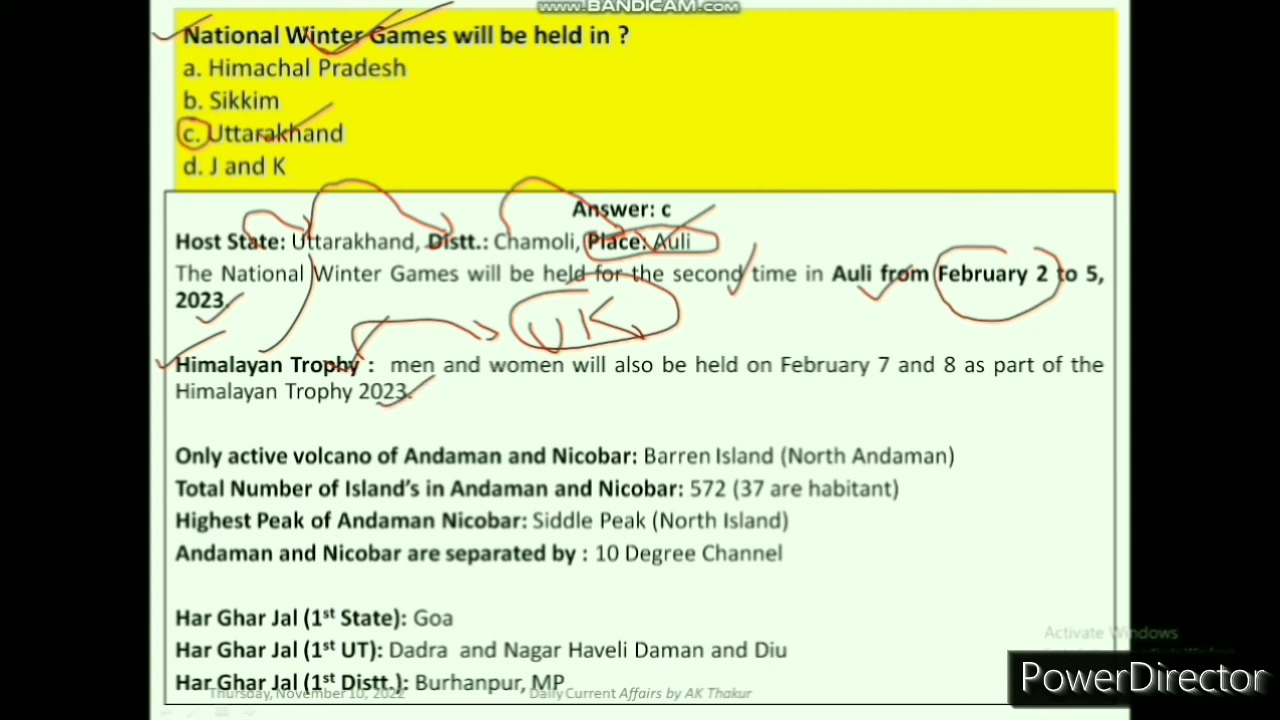 WWW.BANDICAM.COM
National Winter Games will be held in ?
a. Himachal Pradesh
b. Sikkim
c. Uttarakhand
d. J and K
Answer: c
Host State: Uttarakhand, Distt.: Chamoli, Place: Auli
The National Winter Games will be held for the second time in Auli from February 2 to 5,
2023.
UK
Himalayan Trophy : men and women will also be held on February 7 and 8 as part of the
Himalayan Trophy 2023.
Only active volcano of Andaman and Nicobar: Barren Island (North Andaman)
Total Number of Island's in Andaman and Nicobar: 572 (37 are habitant)
Highest Peak of Andaman Nicobar: Siddle Peak (North Island)
Andaman and Nicobar are separated by : 10 Degree Channel
Har Ghar Jal (1st State): Goa
Activate Windows
Har Ghar Jal (1st UT): Dadra and Nagar Haveli Daman and Diu
Har Ghar Jal (1st Distt.): Burhanpur, MP
Thursday, November 10, 2022
Daily Current Affairs by AK Thakur
PowerDirector